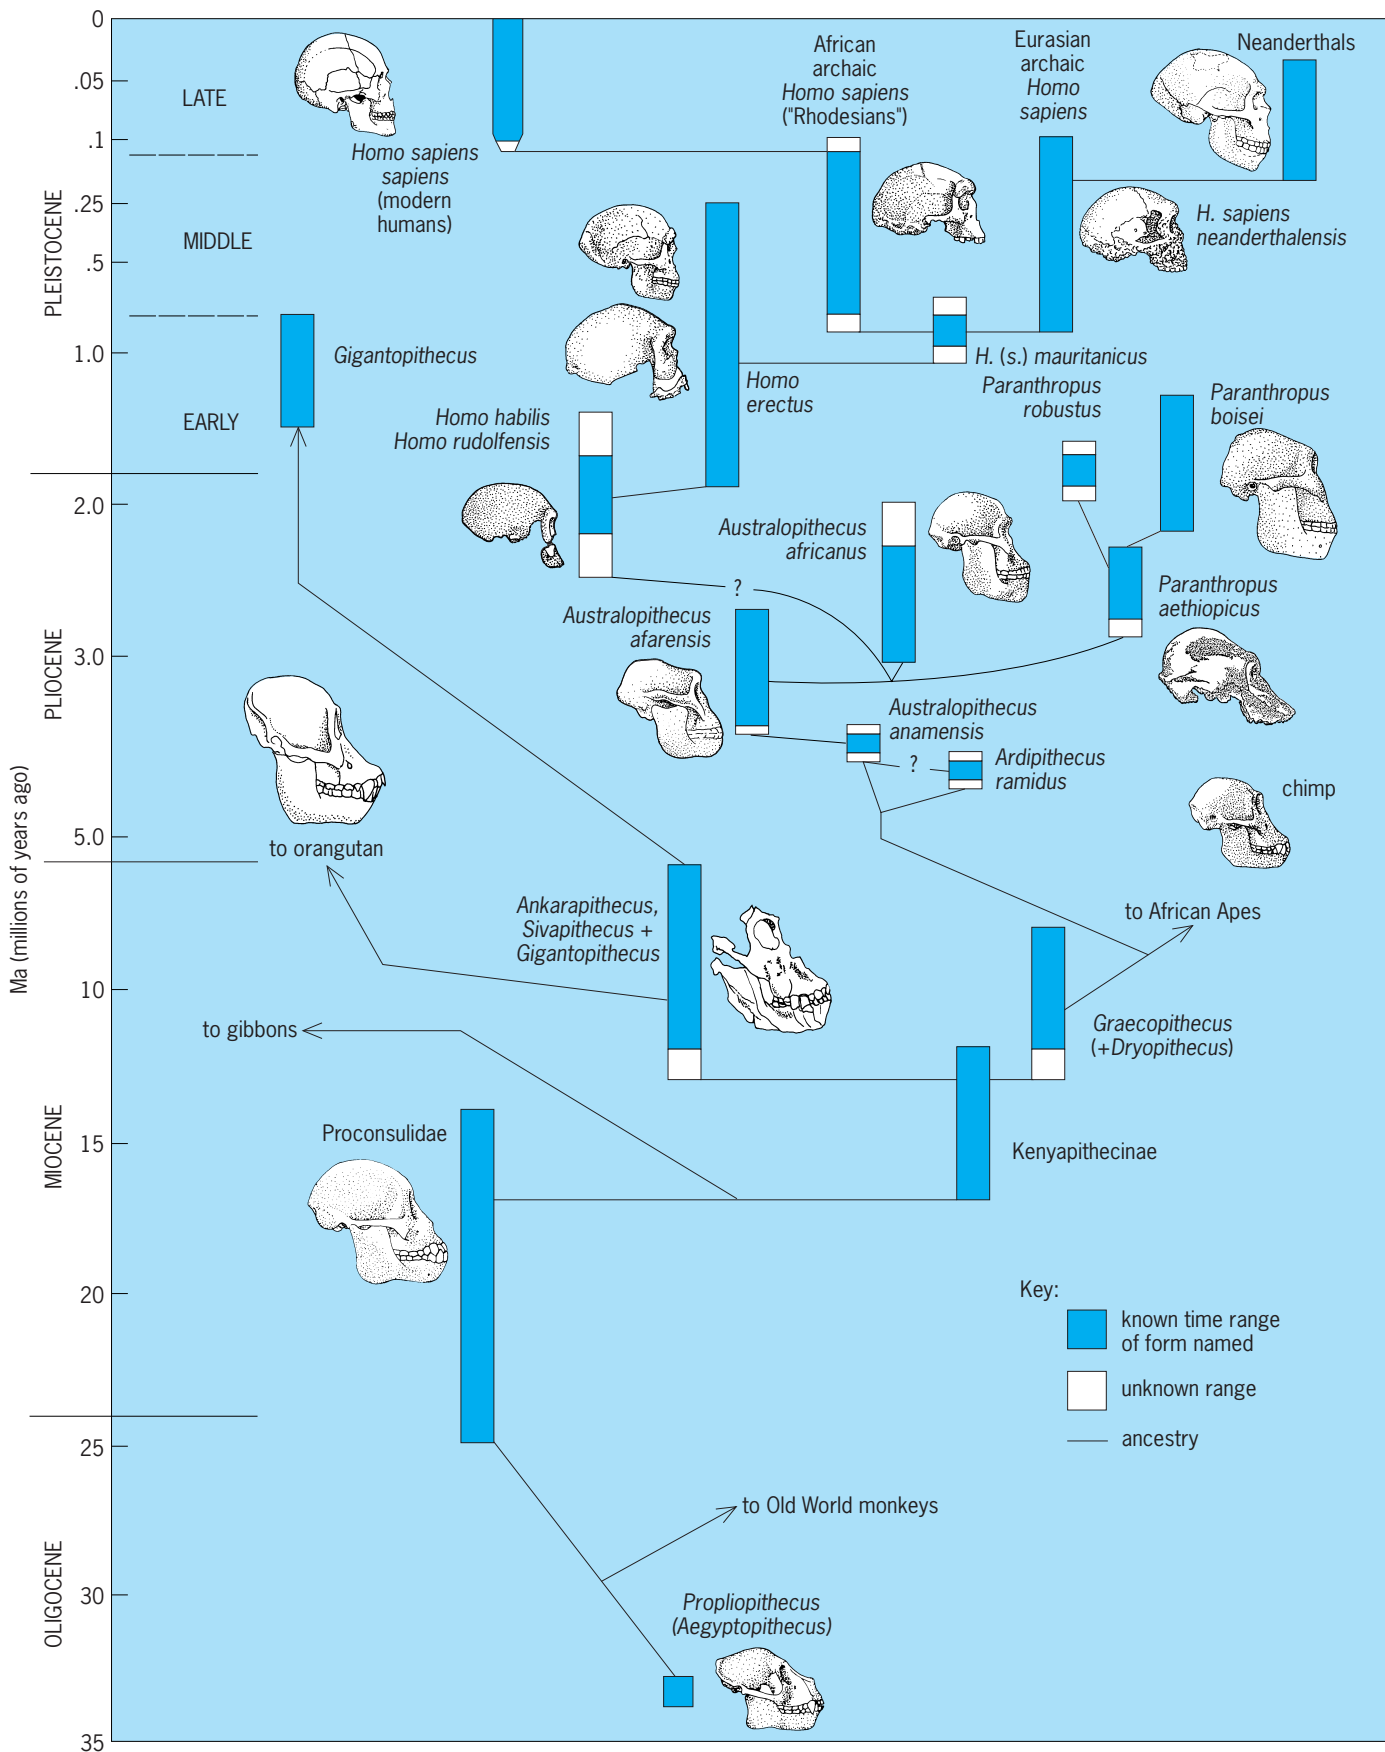 0
.05
.1
.25
.5
1.0
2.0
3.0
5.0
10
15
20
25
30
35
Ma (millions of years ago)
PLEISTOCENE
PLIOCENE
MIOCENE
OLIGOCENE
LATE
MIDDLE
EARLY
Homo sapiens
sapiens
(modern
humans)
African
archaic
Homo sapiens
("Rhodesians")
Eurasian
archaic
Homo
sapiens
Neanderthals
H. sapiens
neanderthalensis
Gigantopithecus
Homo
erectus
H. (s.) mauritanicus
Homo habilis
Homo rudolfensis
Paranthropus
robustus
Paranthropus
boisei
Australopithecus
africanus
?
Paranthropus
aethiopicus
Australopithecus
afarensis
Australopithecus
anamensis
?
Ardipithecus
ramidus
chimp
to orangutan
Ankarapithecus,
Sivapithecus +
Gigantopithecus
to African Apes
to gibbons
Graecopithecus
(+Dryopithecus)
Proconsulidae
Kenyapithecinae
Key:
known time range
of form named
unknown range
ancestry
to Old World monkeys
Propliopithecus
(Aegyptopithecus)